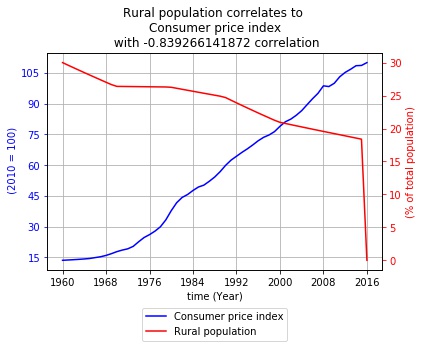 Rural population correlates to
Consumer price index
with -0.839266141872 correlation
(2010 = 100)
105
90
75
60
45
30
15
30
25
20
15
10
5
0
(% of total population)
1960 1968 1976 1984 1992 2000 2008 2016
time (Year)
Consumer price index
Rural population